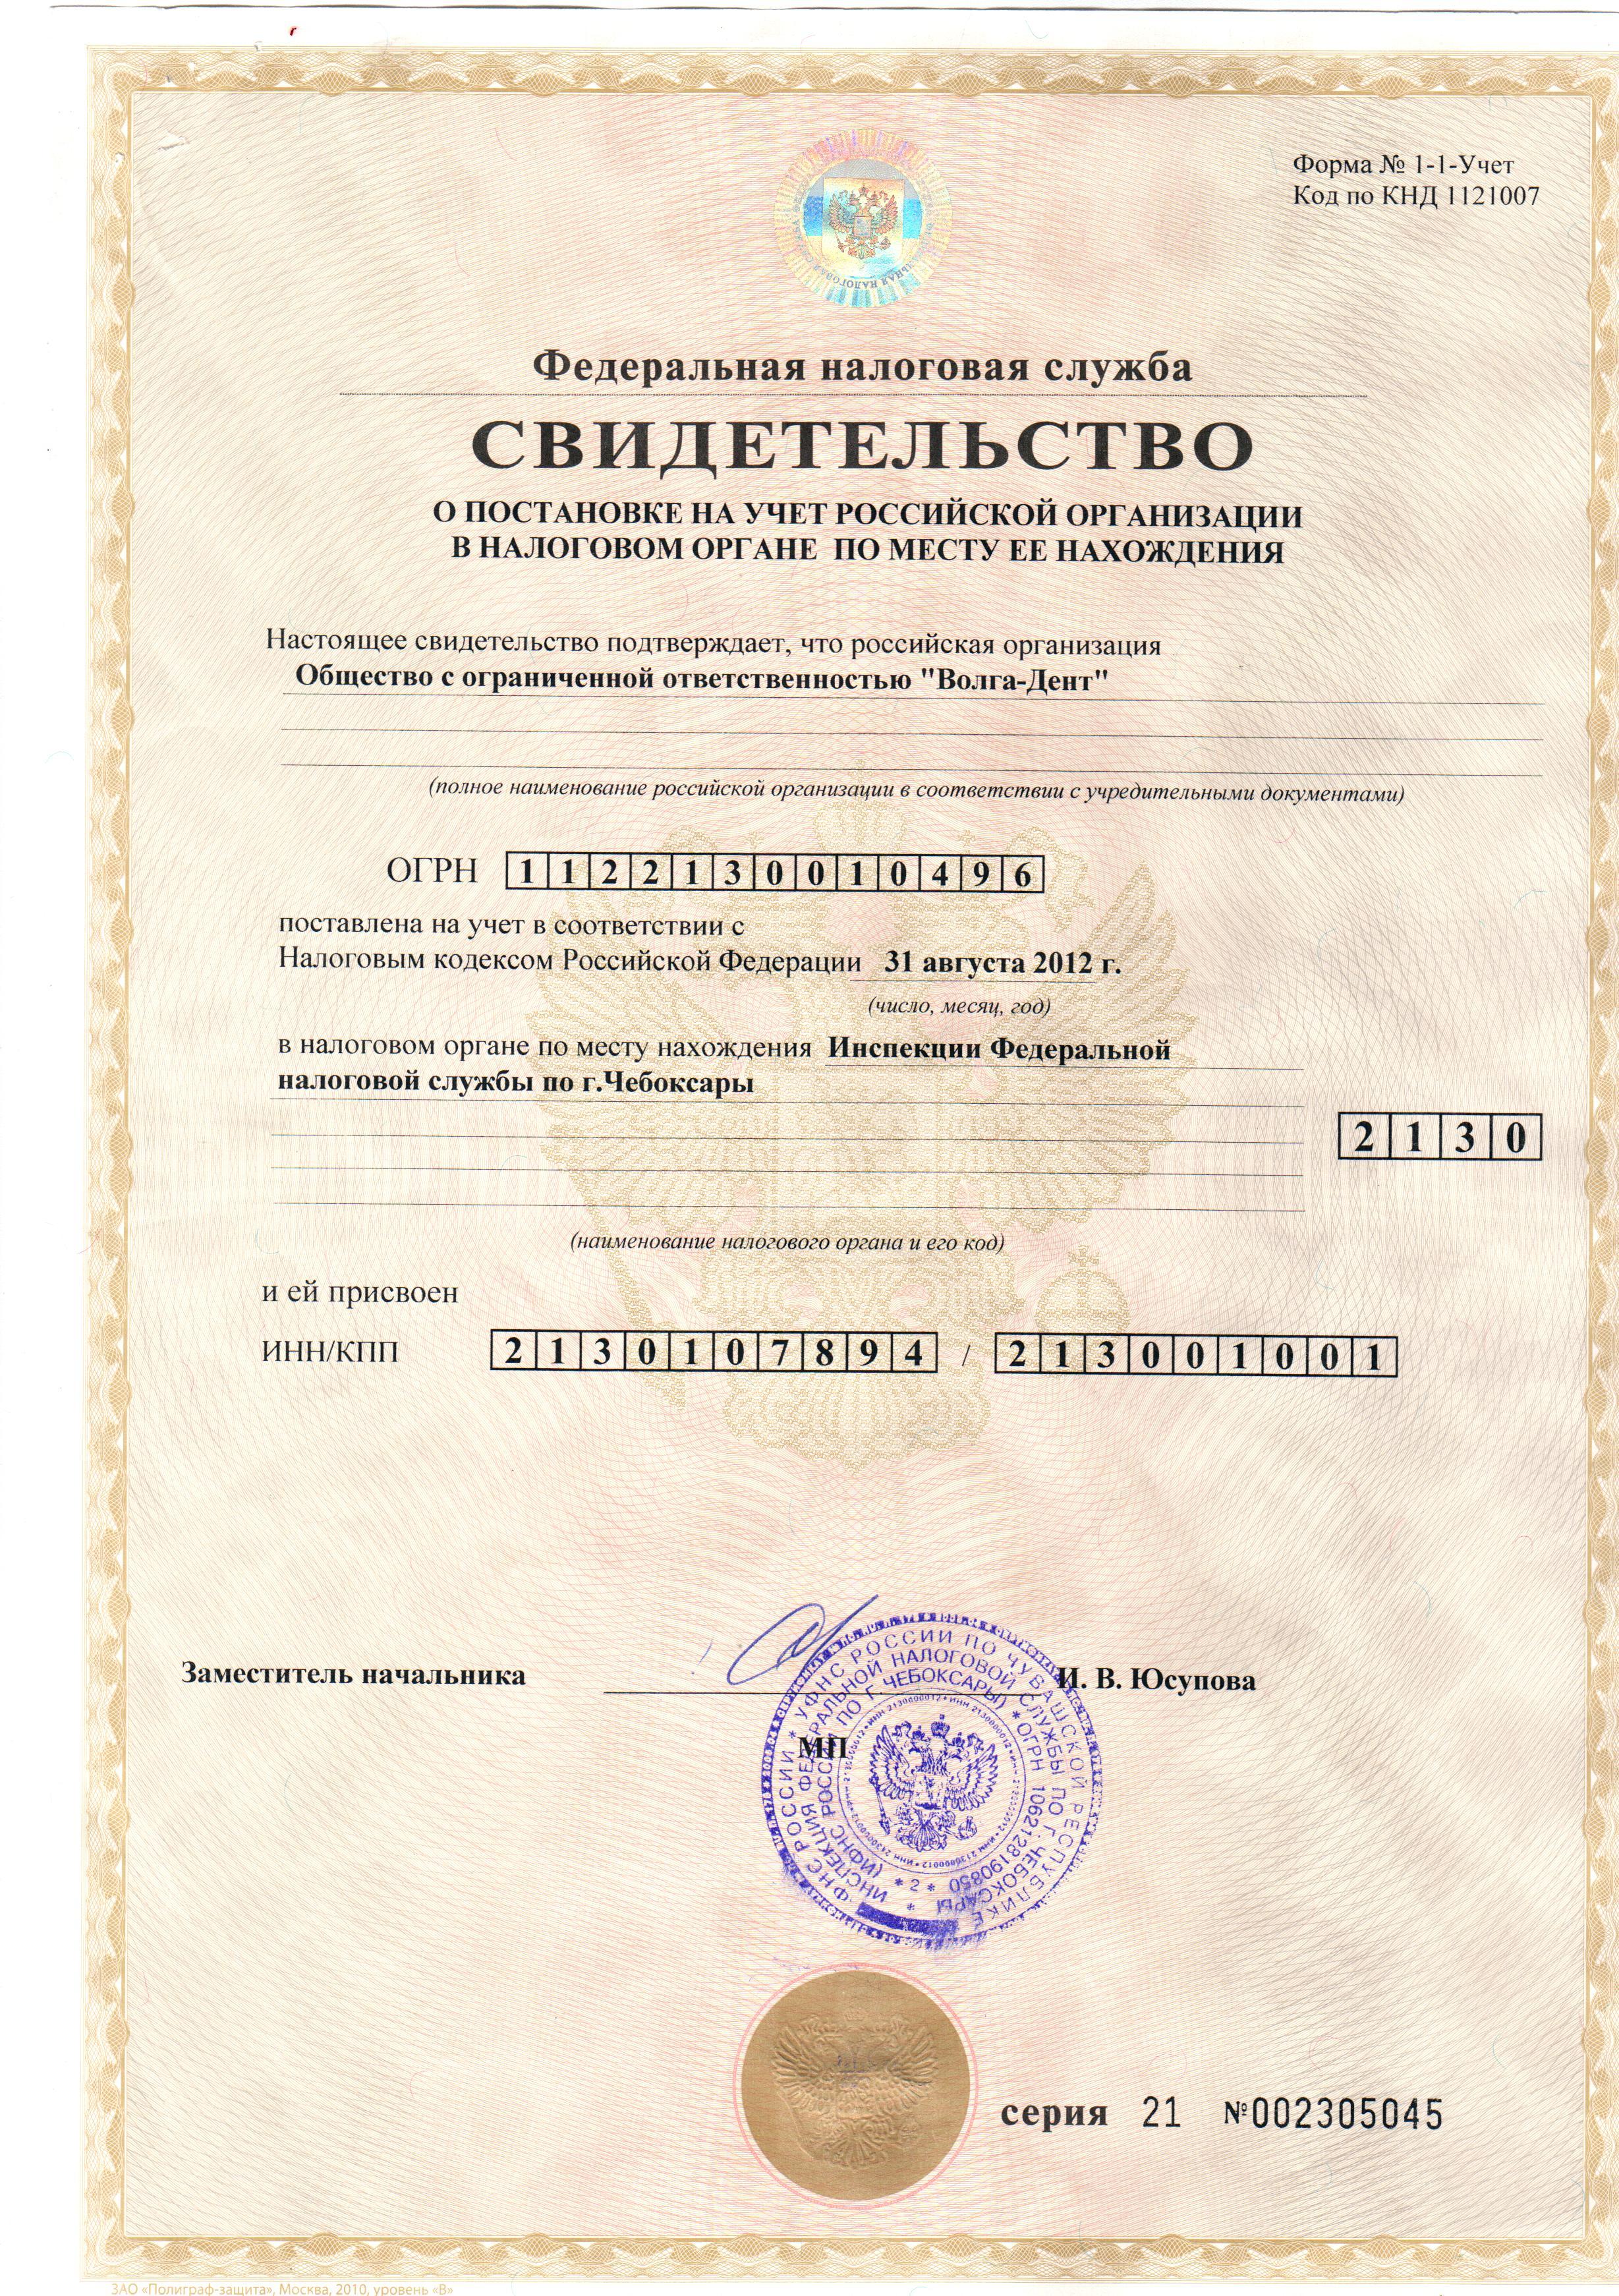 Форма № 1-1-Учет
Код по КНД 1121007
Федеральная налоговая служба
СВИДЕТЕЛЬСТВО
О ПОСТАНОВКЕ НА УЧЕТ РОССИЙСКОЙ ОРГАНИЗАЦИИ
В НАЛОГОВОМ ОРГАНЕ ПО МЕСТУ ЕЕ НАХОЖДЕНИЯ
Настоящее свидетельство подтверждает, что российская организация
Общество с ограниченной ответственностью "Волга-Дент"
(полное наименование российской организации в соответствии с учредительными документами)
ОГРН 1122130010496
поставлена на учет в соответствии с
Налоговым кодексом Российской Федерации 31 августа 2012 г.
(число, месяц, год)
в налоговом органе по месту нахождения Инспекции Федеральной
налоговой службы по г.Чебоксары
2130
(наименование налогового органа и его код)
и ей присвоен
ИНН/КПП 2130107894 / 213001001
Заместитель начальника И. В. Юсупова
МП
ФНС РОССИИ * УФНС РОССИИ ПО ЧУВАШСКОЙ РЕСПУБЛИКЕ
ИНСПЕКЦИЯ ФЕДЕРАЛЬНОЙ НАЛОГОВОЙ СЛУЖБЫ ПО Г. ЧЕБОКСАРЫ *
(ИФНС РОССИИ ПО Г. ЧЕБОКСАРЫ) * ОГРН 1062128190850 * 2 *
серия 21 №002305045
ЗАО «Полиграф-защита», Москва, 2010, уровень «В»